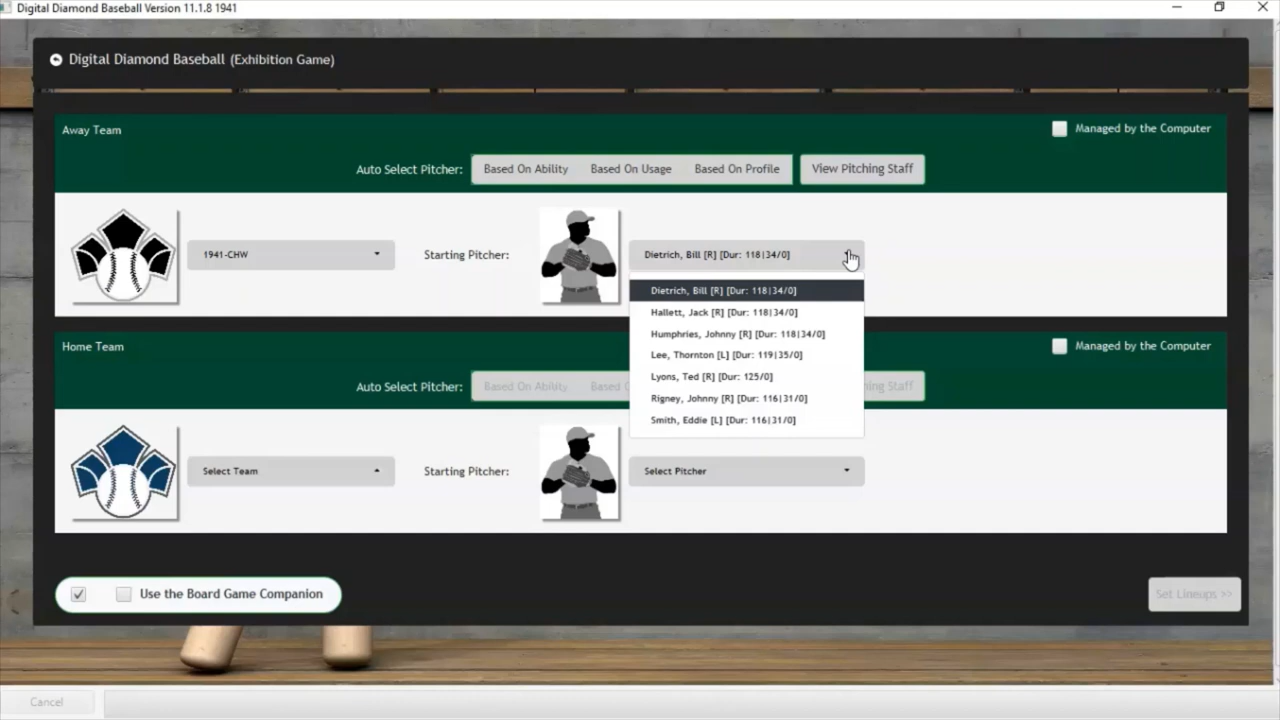 Digital Diamond Baseball Version 11.1.8 1941
Digital Diamond Baseball (Exhibition Game)
Away Team
Managed by the Computer
Auto Select Pitcher:
Based On Ability
Based On Usage
Based On Profile
View Pitching Staff
1941-CHW
Starting Pitcher:
Dietrich, Bill [R] [Dur: 118|34/0]
Dietrich, Bill [R] [Dur: 118|34/0]
Hallett, Jack [R] [Dur: 118|34/0]
Humphries, Johnny [R] [Dur: 118|34/0]
Lee, Thornton [L] [Dur: 119|35/0]
Lyons, Ted [R] [Dur: 125/0]
Rigney, Johnny [R] [Dur: 116|31/0]
Smith, Eddie [L] [Dur: 116|31/0]
Home Team
Managed by the Computer
Auto Select Pitcher:
Based On Ability
Based
ing Staff
Select Team
Starting Pitcher:
Select Pitcher
Use the Board Game Companion
Set Lineups >>
Cancel